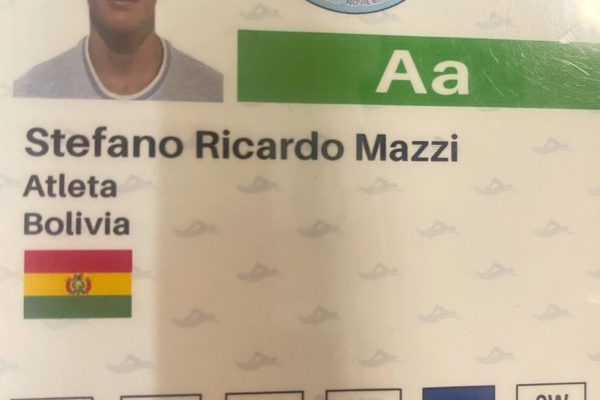 Aa
Stefano Ricardo Mazzi
Atleta
Bolivia